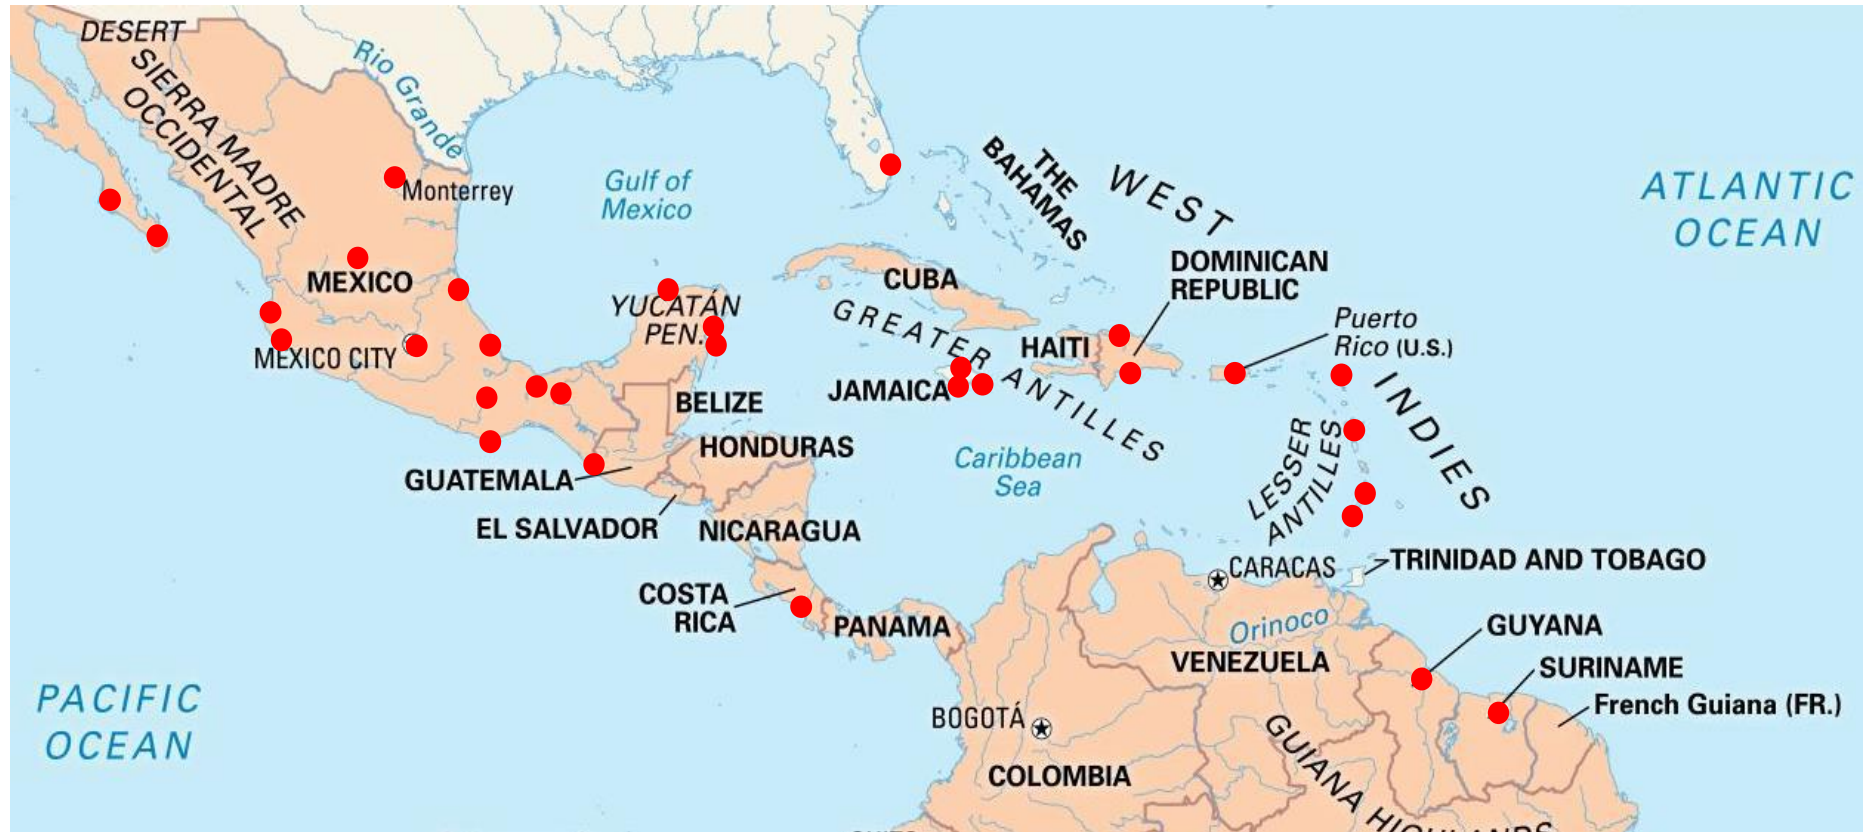 DESERT
SIERRA MADRE
OCCIDENTAL
Rio Grande
Monterrey
Gulf of
Mexico
THE
BAHAMAS
WEST
INDIES
ATLANTIC
OCEAN
MEXICO
MEXICO CITY
YUCATÁN
PEN.
CUBA
DOMINICAN
REPUBLIC
GREATER ANTILLES
HAITI
Puerto
Rico (U.S.)
JAMAICA
BELIZE
HONDURAS
GUATEMALA
EL SALVADOR
NICARAGUA
Caribbean
Sea
LESSER
ANTILLES
COSTA
RICA
PANAMA
CARACAS
TRINIDAD AND TOBAGO
Orinoco
VENEZUELA
GUYANA
SURINAME
French Guiana (FR.)
PACIFIC
OCEAN
BOGOTÁ
COLOMBIA
GUIANA HIGHLANDS